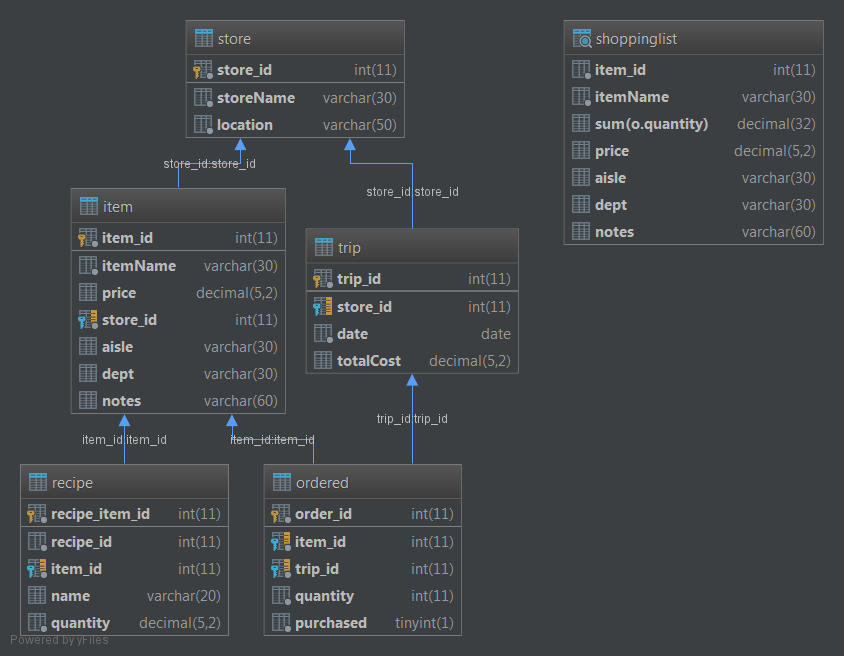 store
store_id int(11)
storeName varchar(30)
location varchar(50)
shoppinglist
item_id int(11)
itemName varchar(30)
sum(o.quantity) decimal(32)
price decimal(5,2)
aisle varchar(30)
dept varchar(30)
notes varchar(60)
store_id:store_id
store_id:store_id
item
item_id int(11)
itemName varchar(30)
price decimal(5,2)
store_id int(11)
aisle varchar(30)
dept varchar(30)
notes varchar(60)
trip
trip_id int(11)
store_id int(11)
date date
totalCost decimal(5,2)
item_id:item_id
item_id:item_id
trip_id:trip_id
recipe
recipe_item_id int(11)
recipe_id int(11)
item_id int(11)
name varchar(20)
quantity decimal(5,2)
ordered
order_id int(11)
item_id int(11)
trip_id int(11)
quantity int(11)
purchased tinyint(1)
Powered by yFiles